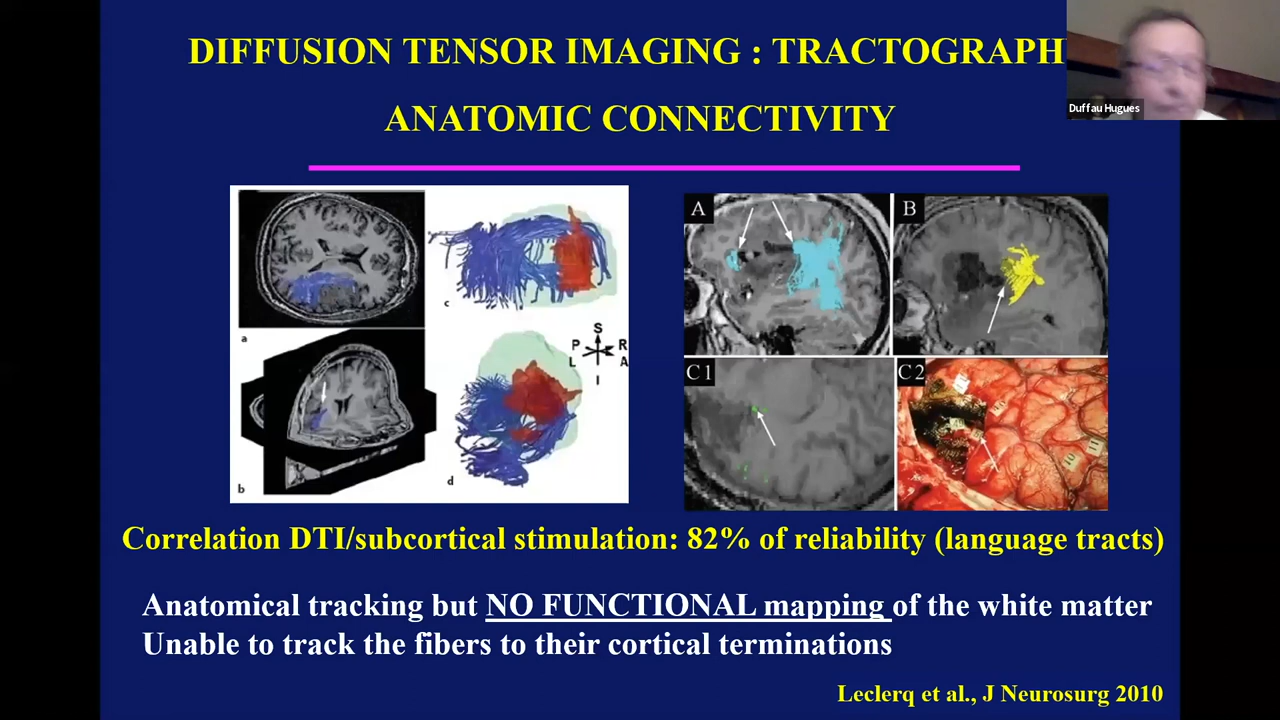 DIFFUSION TENSOR IMAGING : TRACTOGRAPH
Duffau Hugues
ANATOMIC CONNECTIVITY
a
c
b
d
S
P R
L A
I
A
B
C1
C2
11
10
Correlation DTI/subcortical stimulation: 82% of reliability (language tracts)
Anatomical tracking but NO FUNCTIONAL mapping of the white matter
Unable to track the fibers to their cortical terminations
Leclerq et al., J Neurosurg 2010